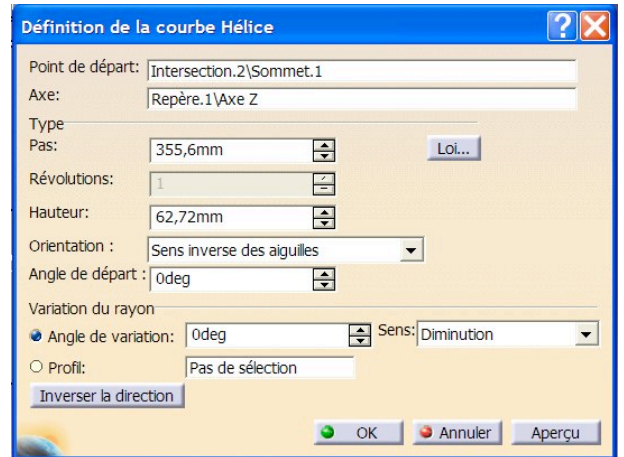 Définition de la courbe Hélice
Point de départ: Intersection.2\Sommet.1
Axe: Repère.1\Axe Z
Type
Pas: 355,6mm Loi...
Révolutions: 1
Hauteur: 62,72mm
Orientation : Sens inverse des aiguilles
Angle de départ : 0deg
Variation du rayon
Angle de variation: 0deg Sens: Diminution
Profil: Pas de sélection
Inverser la direction
OK Annuler Aperçu